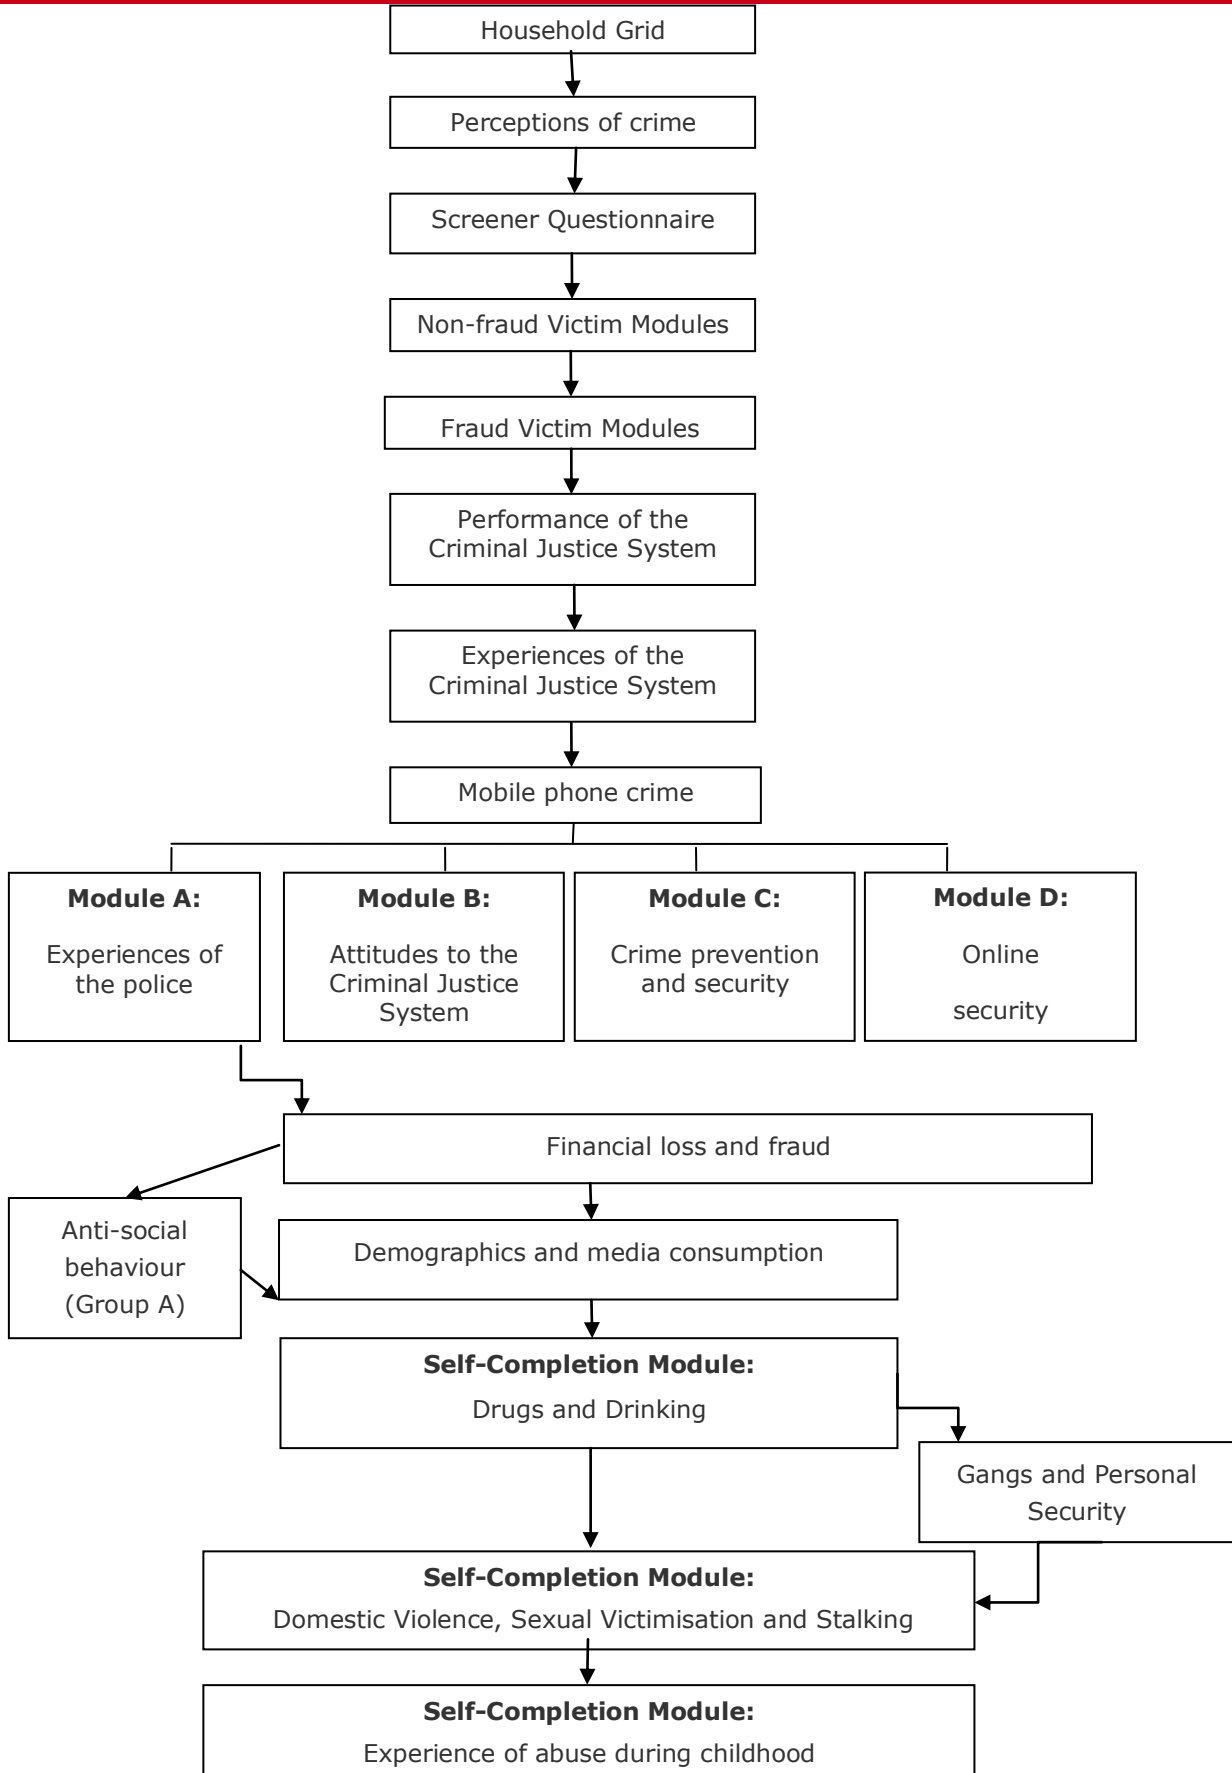 Household Grid
Perceptions of crime
Screener Questionnaire
Non-fraud Victim Modules
Fraud Victim Modules
Performance of the
Criminal Justice System
Experiences of the
Criminal Justice System
Mobile phone crime
Module A:
Experiences of
the police
Module B:
Attitudes to the
Criminal Justice
System
Module C:
Crime prevention
and security
Module D:
Online
security
Financial loss and fraud
Anti-social
behaviour
(Group A)
Demographics and media consumption
Self-Completion Module:
Drugs and Drinking
Gangs and Personal
Security
Self-Completion Module:
Domestic Violence, Sexual Victimisation and Stalking
Self-Completion Module:
Experience of abuse during childhood